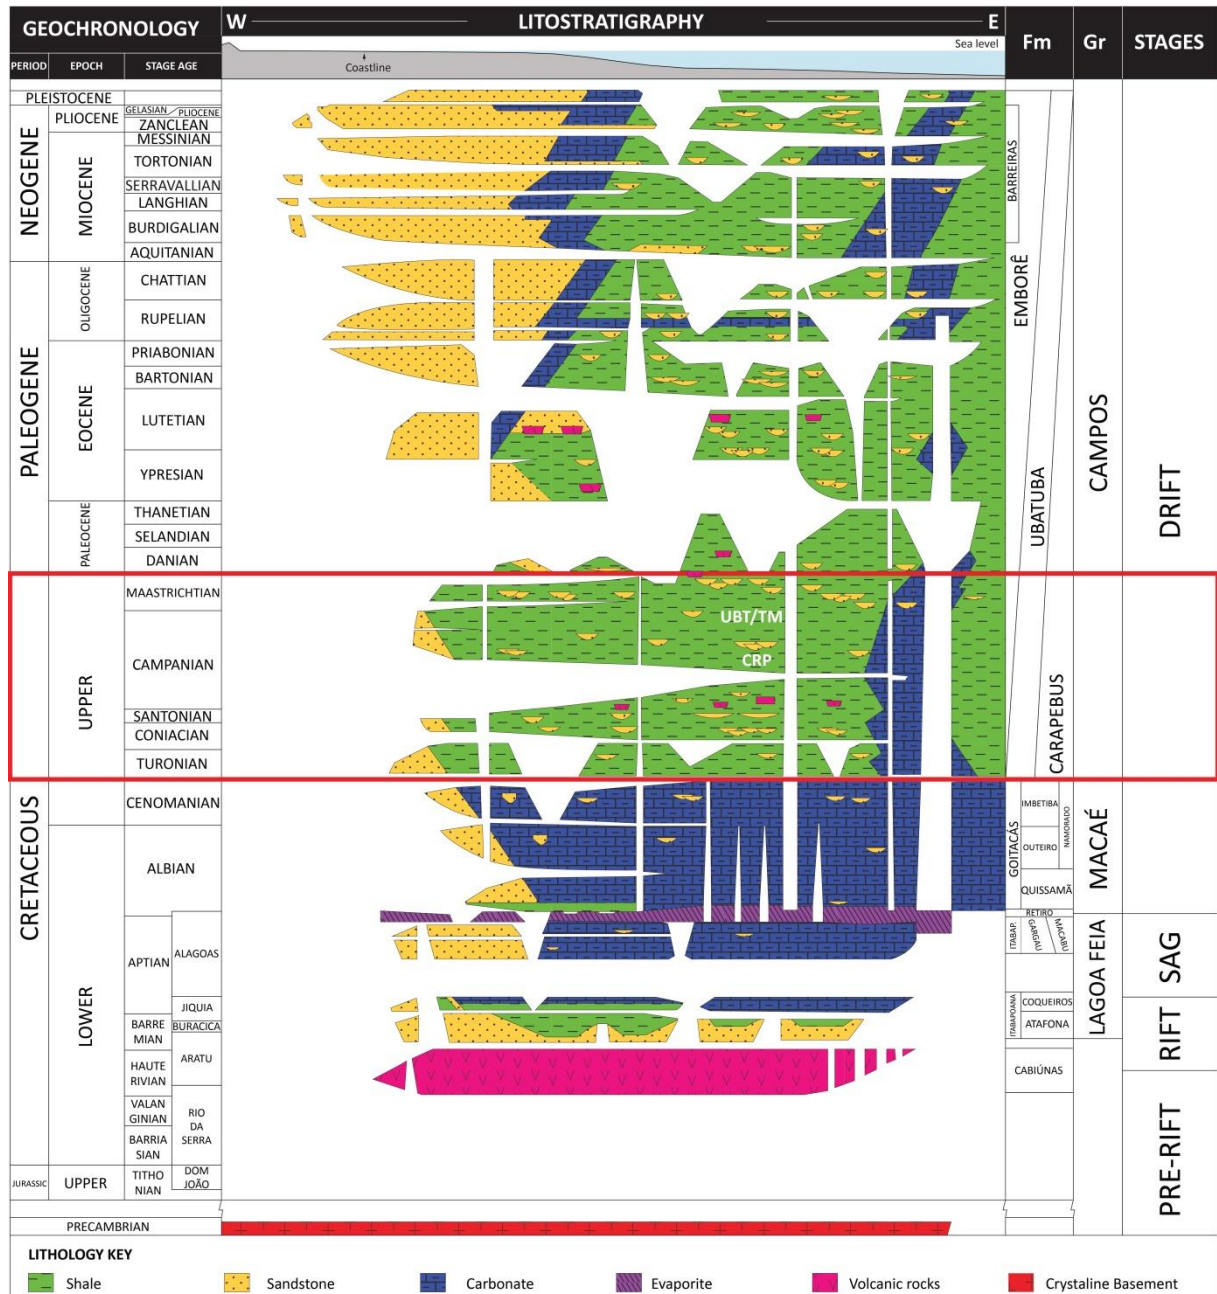 GEOCHRONOLOGY
W LITOSTRATIGRAPHY E
Fm Gr STAGES
PERIOD EPOCH STAGE AGE
Sea level
Coastline
PLEISTOCENE
NEOGENE
PLIOCENE
GELASIAN PLIOCENE
ZANCLEAN
MIOCENE
MESSINIAN
TORTONIAN
SERRAVALLIAN
LANGHIAN
BURDIGALIAN
AQUITANIAN
PALEOGENE
OLIGOCENE
CHATTIAN
RUPELIAN
EOCENE
PRIABONIAN
BARTONIAN
LUTETIAN
YPRESIAN
PALEOCENE
THANETIAN
SELANDIAN
DANIAN
CRETACEOUS
UPPER
MAASTRICHTIAN
CAMPANIAN
SANTONIAN
CONIACIAN
TURONIAN
CENOMANIAN
LOWER
ALBIAN
APTIAN
ALAGOAS
JIQUIA
BARRE
MIAN
BURACICA
ARATU
HAUTE
RIVIAN
VALAN
GINIAN
RIO
DA
SERRA
BARRIA
SIAN
JURASSIC
UPPER
TITHO
NIAN
DOM
JOÃO
PRECAMBRIAN
UBT/TM
CRP
BARREIRAS
EMBORÊ
UBATUBA
CARAPEBUS
GOITACÁS
IMBETIBA
OUTEIRO
NAMORADO
QUISSAMÃ
RETIRO
ITABAP.
GARGAU
MACABU
ITABAPOANA
COQUEIROS
ATAFONA
CABIÚNAS
CAMPOS
MACAÉ
LAGOA FEIA
DRIFT
SAG
RIFT
PRE-RIFT
LITHOLOGY KEY
Shale
Sandstone
Carbonate
Evaporite
Volcanic rocks
Crystaline Basement